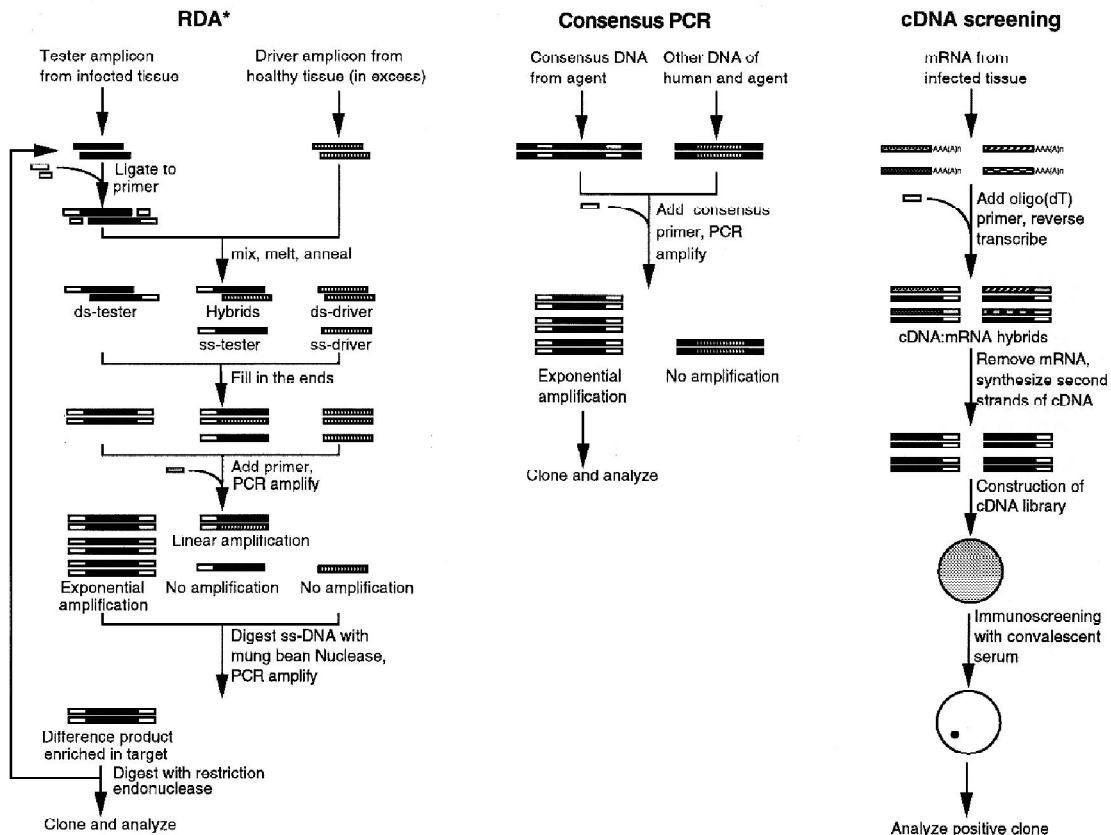 RDA*
Tester amplicon
from infected tissue
Driver amplicon from
healthy tissue (in excess)
Ligate to
primer
mix, melt, anneal
ds-tester
Hybrids
ds-driver
ss-tester
ss-driver
Fill in the ends
Add primer,
PCR amplify
Linear amplification
Exponential
amplification
No amplification
No amplification
Digest ss-DNA with
mung bean Nuclease,
PCR amplify
Difference product
enriched in target
Digest with restriction
endonuclease
Clone and analyze
Consensus PCR
Consensus DNA
from agent
Other DNA of
human and agent
Add consensus
primer, PCR
amplify
Exponential
amplification
No amplification
Clone and analyze
cDNA screening
mRNA from
infected tissue
AAA(A)n
AAA(A)n
AAA(A)n
AAA(A)n
Add oligo(dT)
primer, reverse
transcribe
cDNA:mRNA hybrids
Remove mRNA,
synthesize second
strands of cDNA
Construction of
cDNA library
Immunoscreening
with convalescent
serum
Analyze positive clone